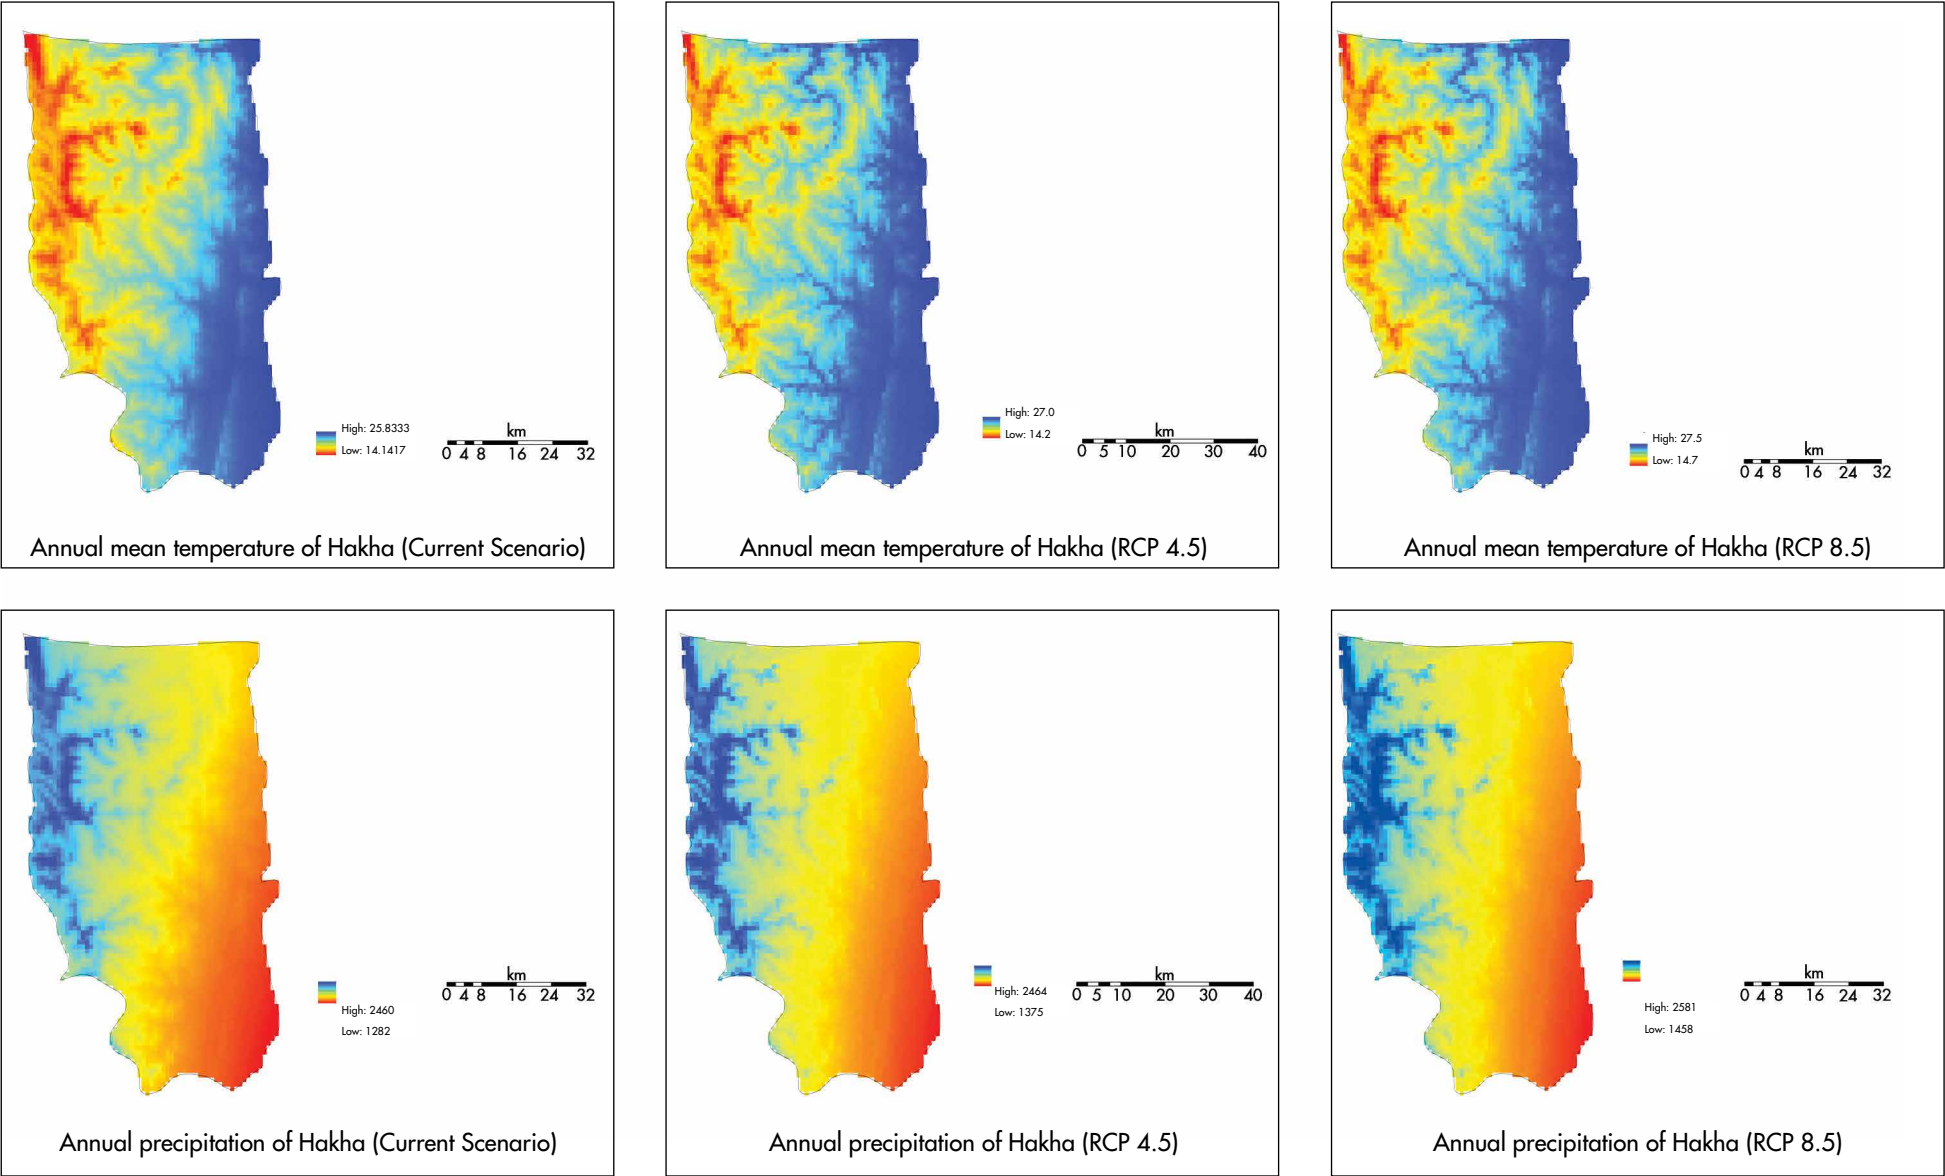 High: 25.8333
Low: 14.1417
km
0 4 8 16 24 32
Annual mean temperature of Hakha (Current Scenario)
High: 27.0
Low: 14.2
km
0 5 10 20 30 40
Annual mean temperature of Hakha (RCP 4.5)
High: 27.5
Low: 14.7
km
0 4 8 16 24 32
Annual mean temperature of Hakha (RCP 8.5)
High: 2460
Low: 1282
km
0 4 8 16 24 32
Annual precipitation of Hakha (Current Scenario)
High: 2464
Low: 1375
km
0 5 10 20 30 40
Annual precipitation of Hakha (RCP 4.5)
High: 2581
Low: 1458
km
0 4 8 16 24 32
Annual precipitation of Hakha (RCP 8.5)